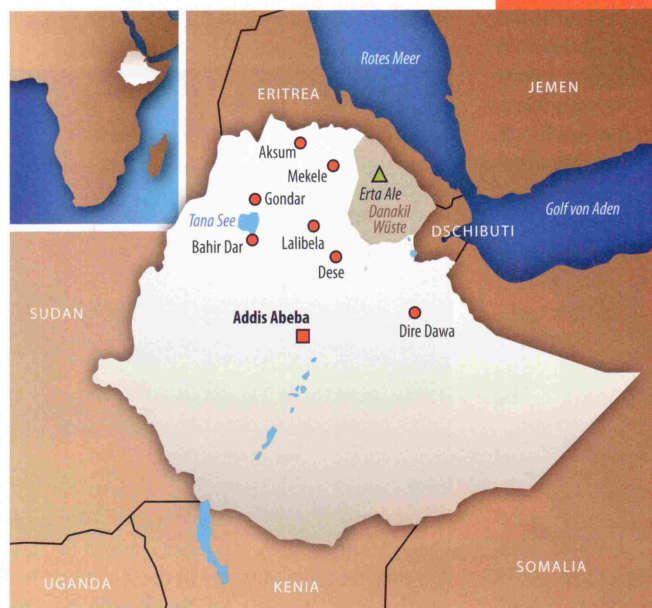 Rotes Meer
JEMEN
ERITREA
Aksum
Mekele
Erta Ale
Danakil
Wüste
Gondar
Golf von Aden
Tana See
DSCHIBUTI
Bahir Dar
Lalibela
Dese
SUDAN
Addis Abeba
Dire Dawa
SOMALIA
UGANDA
KENIA